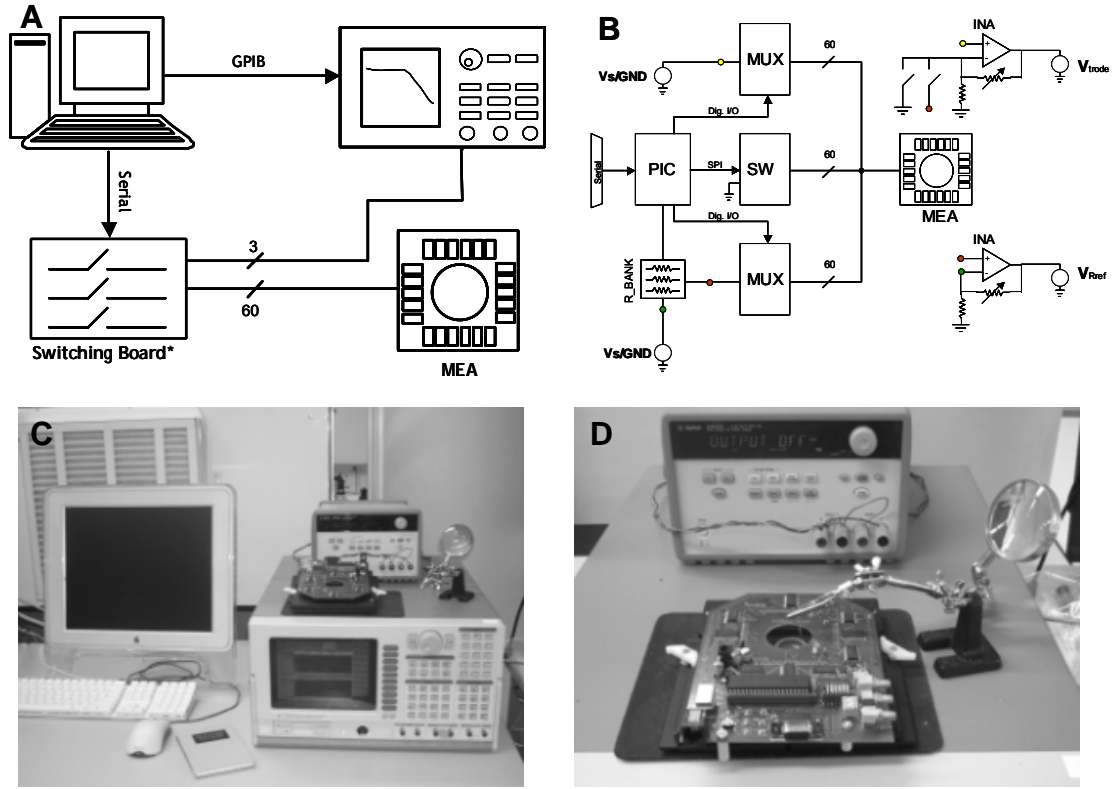 A
GPIB
Serial
3
60
Switching Board*
MEA
B
Vs/GND
MUX
60
INA
+
-
Vtrode
Dig. I/O
Serial
PIC
SPI
SW
60
MEA
Dig. I/O
R_BANK
MUX
60
INA
+
-
VRref
Vs/GND
C
D
Agilent
OUTPUT OFF